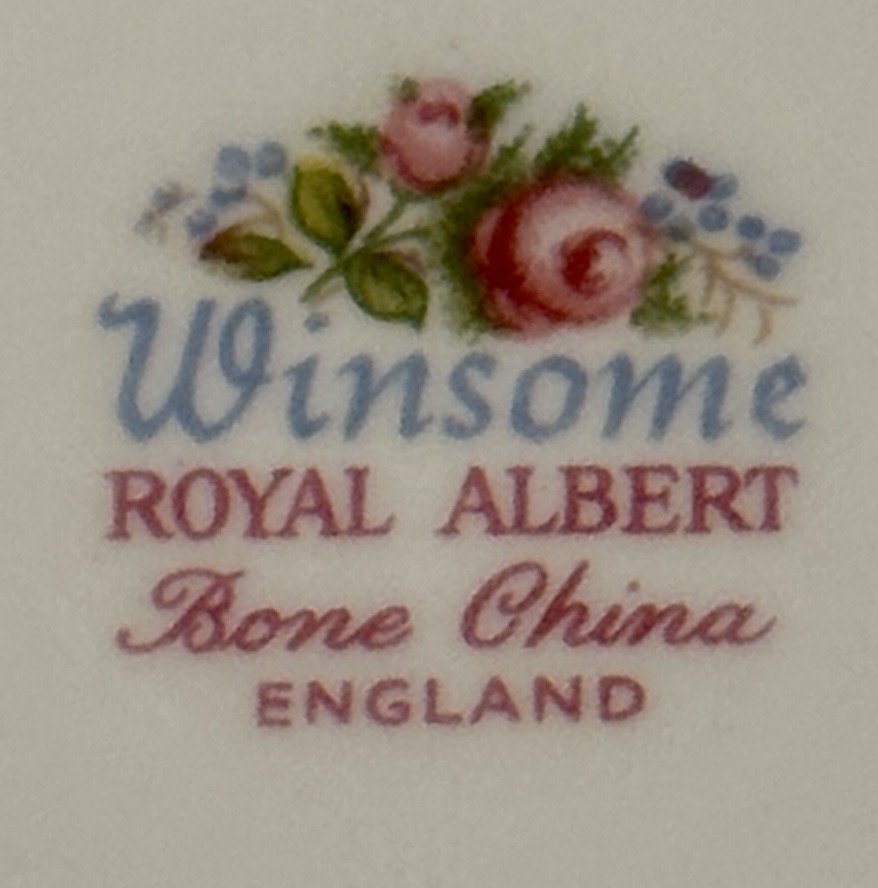 Winsome
ROYAL ALBERT
Bone China
ENGLAND